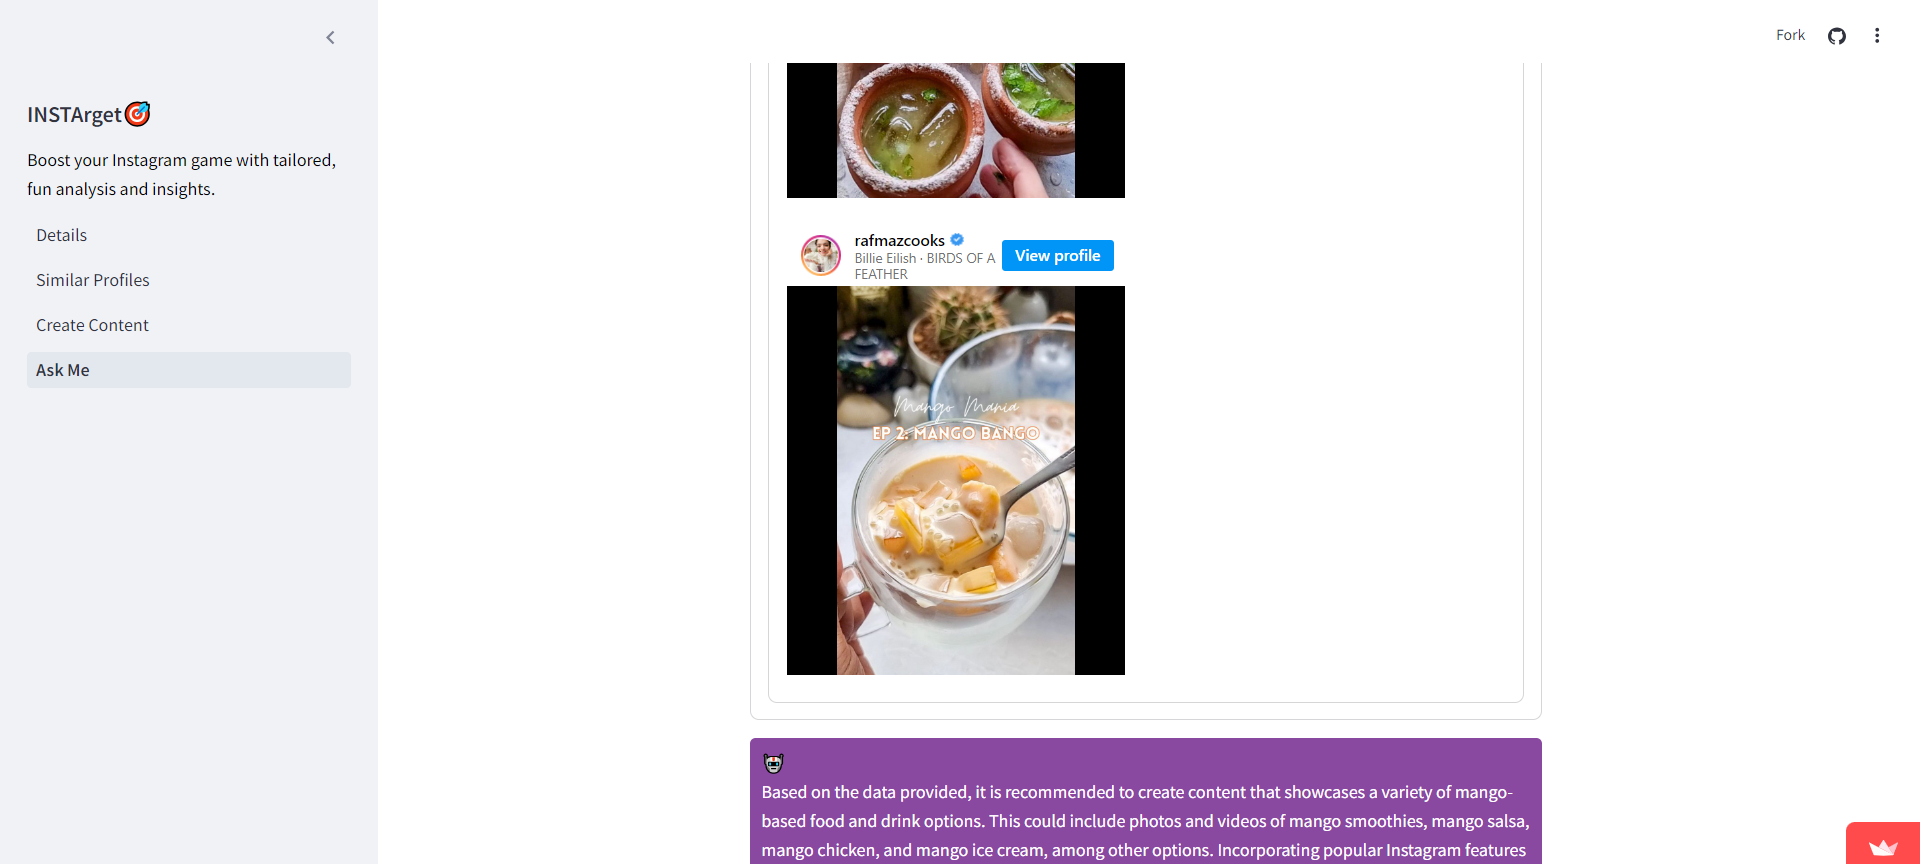 Fork
INSTArget
Boost your Instagram game with tailored,
fun analysis and insights.
Details
Similar Profiles
Create Content
Ask Me
rafmazcooks
Billie Eilish · BIRDS OF A
FEATHER
View profile
Mango Mania
EP 2: MANGO BANGO
Based on the data provided, it is recommended to create content that showcases a variety of mango-
based food and drink options. This could include photos and videos of mango smoothies, mango salsa,
mango chicken, and mango ice cream, among other options. Incorporating popular Instagram features